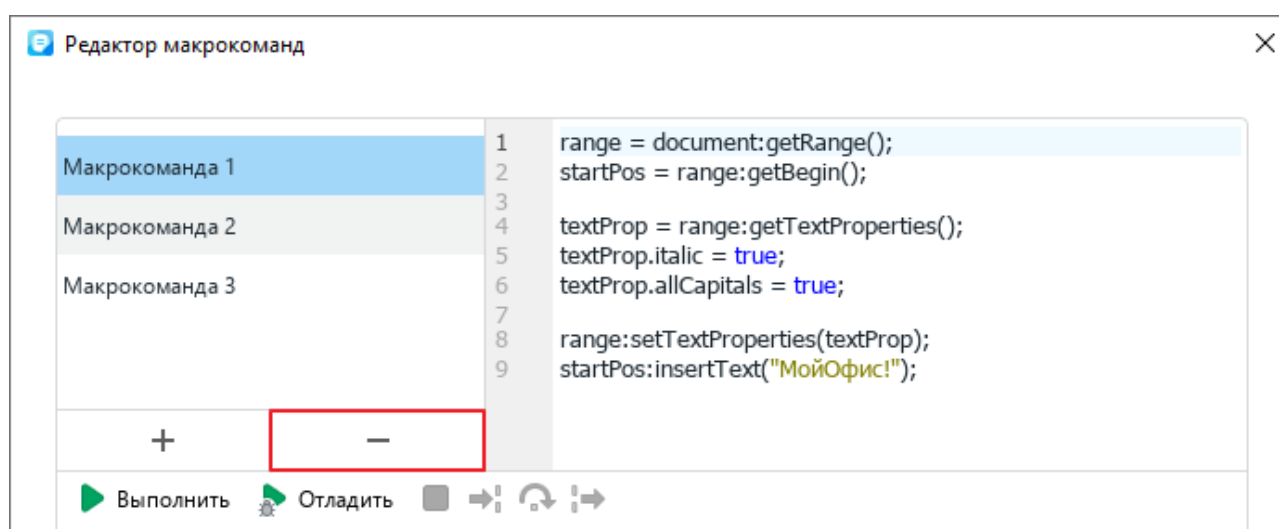 Редактор макрокоманд
Макрокоманда 1
Макрокоманда 2
Макрокоманда 3
1 range = document:getRange();
2 startPos = range:getBegin();
3
4 textProp = range:getTextProperties();
5 textProp.italic = true;
6 textProp.allCapitals = true;
7
8 range:setTextProperties(textProp);
9 startPos:insertText("МойОфис!");
+ −
Выполнить Отладить